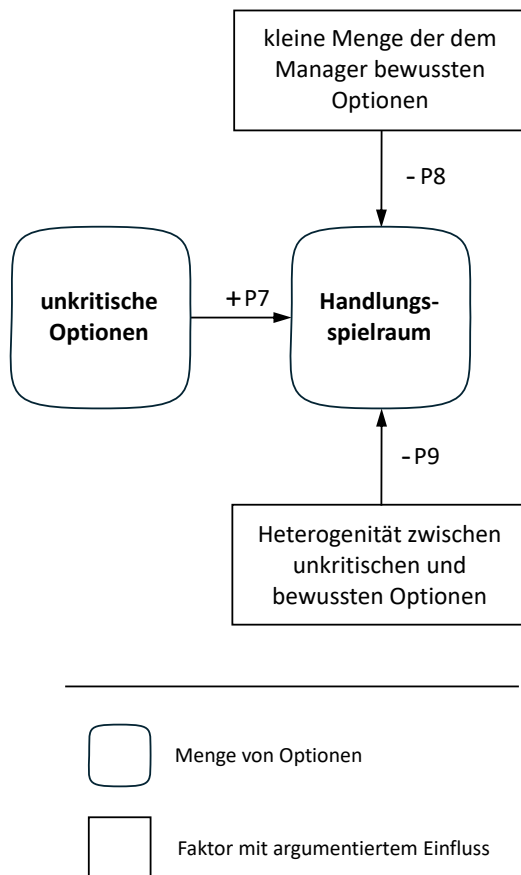 kleine Menge der dem
Manager bewussten
Optionen
- P8
unkritische
Optionen
+ P7
Handlungs-
spielraum
- P9
Heterogenität zwischen
unkritischen und
bewussten Optionen
Menge von Optionen
Faktor mit argumentiertem Einfluss